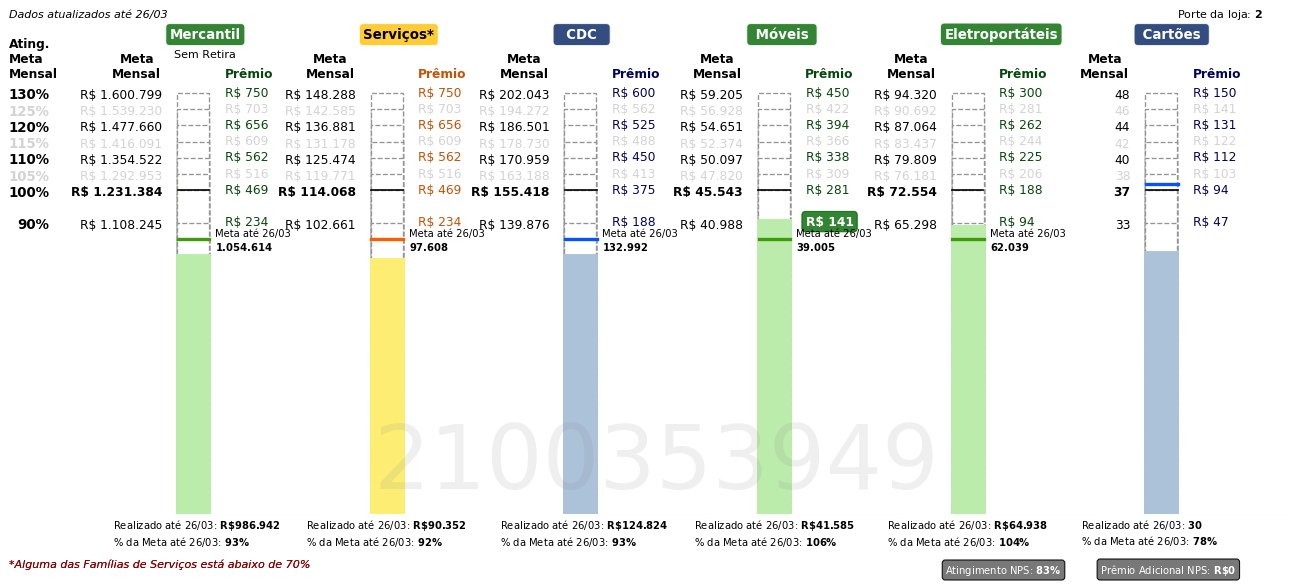 Dados atualizados até 26/03
Porte da loja: 2
Mercantil Serviços* CDC Móveis Eletroportáteis Cartões
Sem Retira
Ating. Meta Mensal
Meta Mensal Prêmio Meta Mensal Prêmio Meta Mensal Prêmio Meta Mensal Prêmio Meta Mensal Prêmio Meta Mensal Prêmio
130% R$ 1.600.799 R$ 750 R$ 148.288 R$ 750 R$ 202.043 R$ 600 R$ 59.205 R$ 450 R$ 94.320 R$ 300 48 R$ 150
125% R$ 1.539.230 R$ 703 R$ 142.585 R$ 703 R$ 194.272 R$ 562 R$ 56.928 R$ 422 R$ 90.692 R$ 281 46 R$ 141
120% R$ 1.477.660 R$ 656 R$ 136.881 R$ 656 R$ 186.501 R$ 525 R$ 54.651 R$ 394 R$ 87.064 R$ 262 44 R$ 131
115% R$ 1.416.091 R$ 609 R$ 131.178 R$ 609 R$ 178.730 R$ 488 R$ 52.374 R$ 366 R$ 83.437 R$ 244 42 R$ 122
110% R$ 1.354.522 R$ 562 R$ 125.474 R$ 562 R$ 170.959 R$ 450 R$ 50.097 R$ 338 R$ 79.809 R$ 225 40 R$ 112
105% R$ 1.292.953 R$ 516 R$ 119.771 R$ 516 R$ 163.188 R$ 413 R$ 47.820 R$ 309 R$ 76.181 R$ 206 38 R$ 103
100% R$ 1.231.384 R$ 469 R$ 114.068 R$ 469 R$ 155.418 R$ 375 R$ 45.543 R$ 281 R$ 72.554 R$ 188 37 R$ 94
90% R$ 1.108.245 R$ 234 R$ 102.661 R$ 234 R$ 139.876 R$ 188 R$ 40.988 R$ 141 R$ 65.298 R$ 94 33 R$ 47
Meta até 26/03 Meta até 26/03 Meta até 26/03 Meta até 26/03 Meta até 26/03
1.054.614 97.608 132.992 39.005 62.039
2100353949
Realizado até 26/03: R$986.942 Realizado até 26/03: R$90.352 Realizado até 26/03: R$124.824 Realizado até 26/03: R$41.585 Realizado até 26/03: R$64.938 Realizado até 26/03: 30
% da Meta até 26/03: 93% % da Meta até 26/03: 92% % da Meta até 26/03: 93% % da Meta até 26/03: 106% % da Meta até 26/03: 104% % da Meta até 26/03: 78%
*Alguma das Famílias de Serviços está abaixo de 70%
Atingimento NPS: 83% Prêmio Adicional NPS: R$0